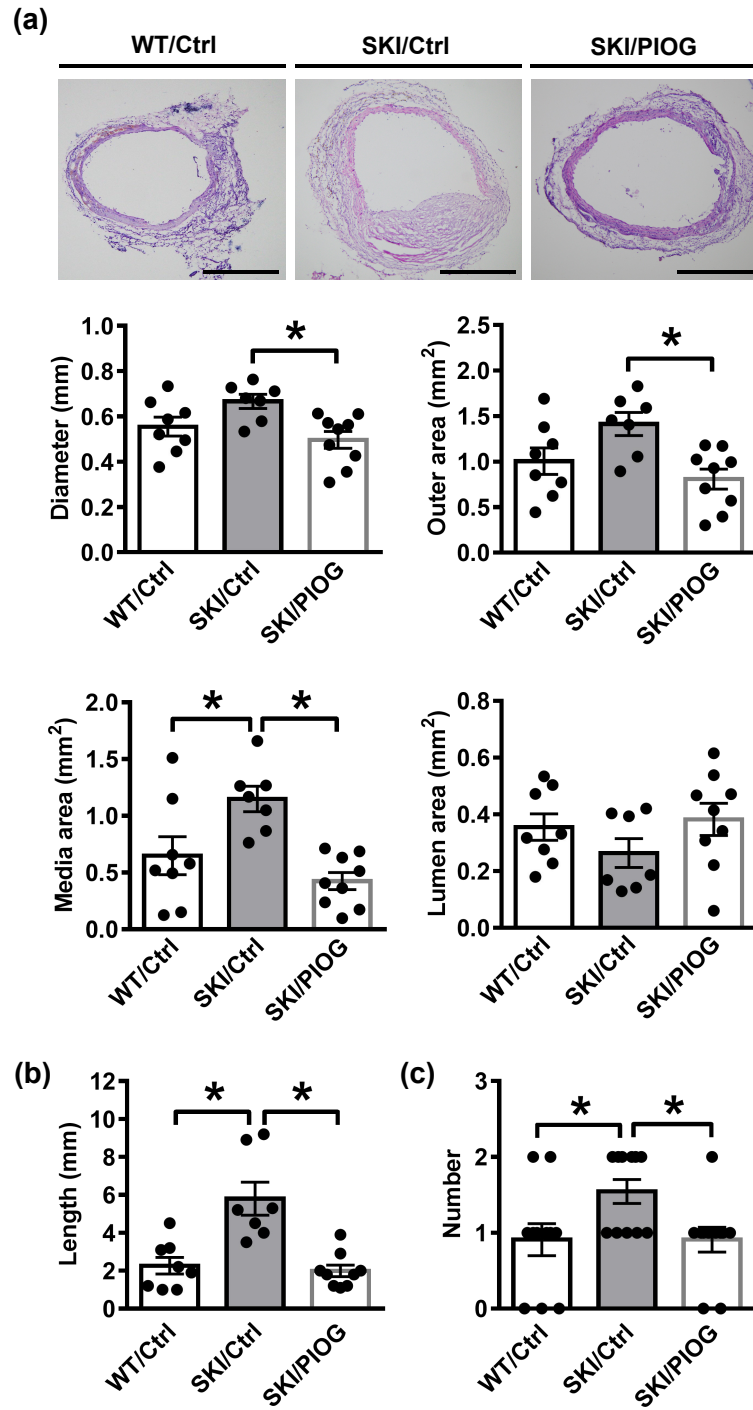 (a)
WT/Ctrl SKI/Ctrl SKI/PIOG
Diameter (mm)
1.0
0.8
0.6
0.4
0.2
0.0
*
WT/Ctrl
SKI/Ctrl
SKI/PIOG
Outer area (mm²)
2.5
2.0
1.5
1.0
0.5
0.0
*
WT/Ctrl
SKI/Ctrl
SKI/PIOG
Media area (mm²)
2.0
1.5
1.0
0.5
0.0
* *
WT/Ctrl
SKI/Ctrl
SKI/PIOG
Lumen area (mm²)
0.8
0.6
0.4
0.2
0.0
WT/Ctrl
SKI/Ctrl
SKI/PIOG
(b)
Length (mm)
12
10
8
6
4
2
0
* *
WT/Ctrl
SKI/Ctrl
SKI/PIOG
(c)
Number
3
2
1
0
* *
WT/Ctrl
SKI/Ctrl
SKI/PIOG